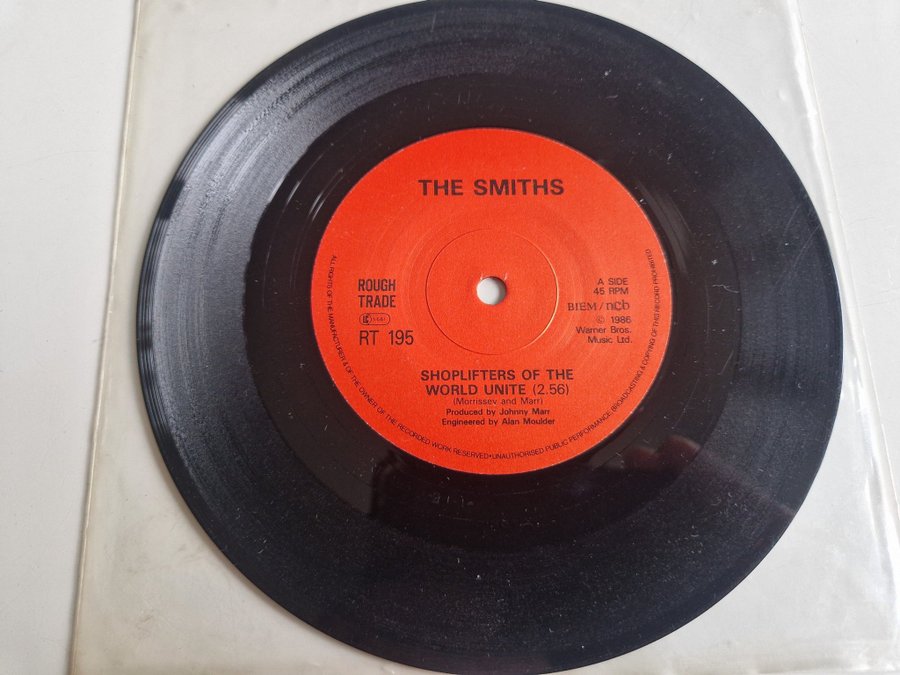 THE SMITHS
ROUGH
TRADE
RT 195
A SIDE
45 RPM
BIEM / ncb
© 1986
Warner Bros.
Music Ltd.
SHOPLIFTERS OF THE
WORLD UNITE (2.56)
(Morrissey and Marr)
Produced by Johnny Marr
Engineered by Alan Moulder
ALL RIGHTS OF THE MANUFACTURER & OF THE OWNER OF THE RECORDED WORK RESERVED•UNAUTHORISED PUBLIC PERFORMANCE BROADCASTING & COPYING OF THIS RECORD PROHIBITED